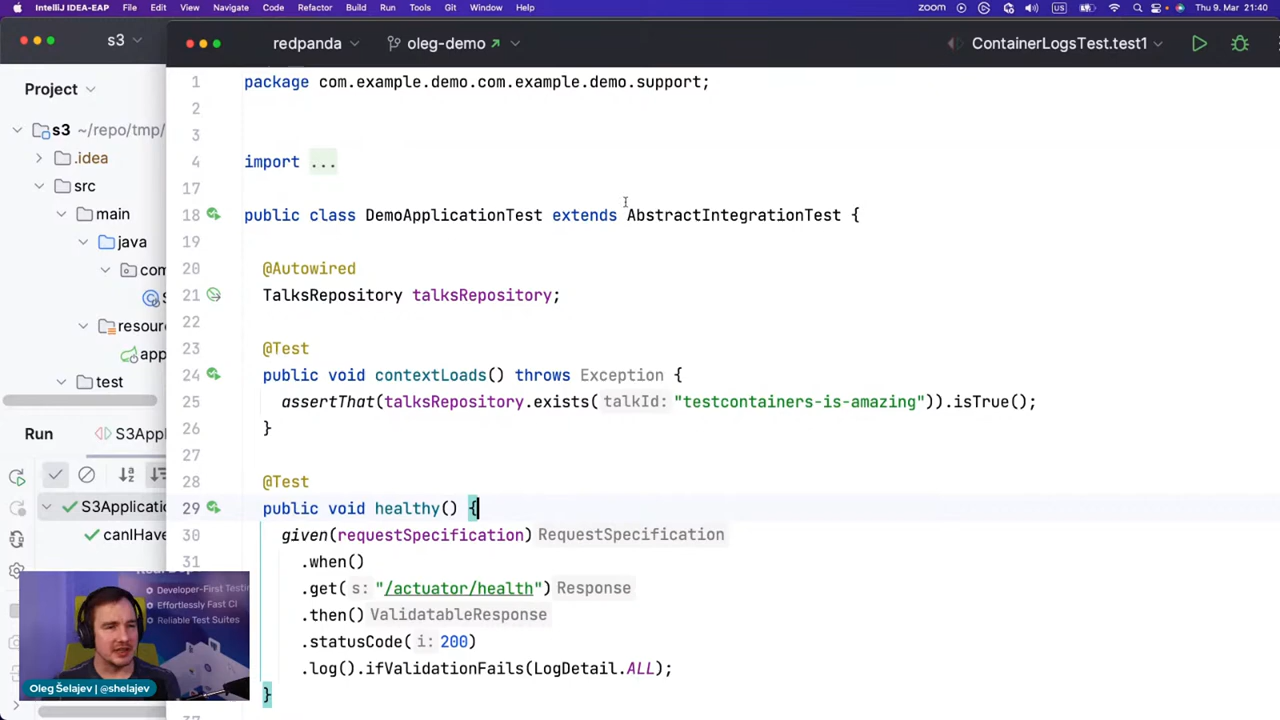 IntelliJ IDEA-EAP File Edit View Navigate Code Refactor Build Run Tools Git Window Help zoom US Thu 9. Mar 21:40
s3 redpanda oleg-demo ContainerLogsTest.test1
Project
s3 ~/repo/tmp/
.idea
src
main
java
com
resour
app
test
Run S3Appl
S3Applicatio
canIHave
1 package com.example.demo.com.example.demo.support;
2
3
4 import ...
17
18 public class DemoApplicationTest extends AbstractIntegrationTest {
19
20 @Autowired
21 TalksRepository talksRepository;
22
23 @Test
24 public void contextLoads() throws Exception {
25 assertThat(talksRepository.exists( talkId: "testcontainers-is-amazing")).isTrue();
26 }
27
28 @Test
29 public void healthy() {
30 given(requestSpecification) RequestSpecification
31 .when()
.get( s: "/actuator/health") Response
.then() ValidatableResponse
.statusCode( i: 200)
.log().ifValidationFails(LogDetail.ALL);
}
Developer-First Testing
Effortlessly Fast CI
Reliable Test Suites
Oleg Šelajev | @shelajev